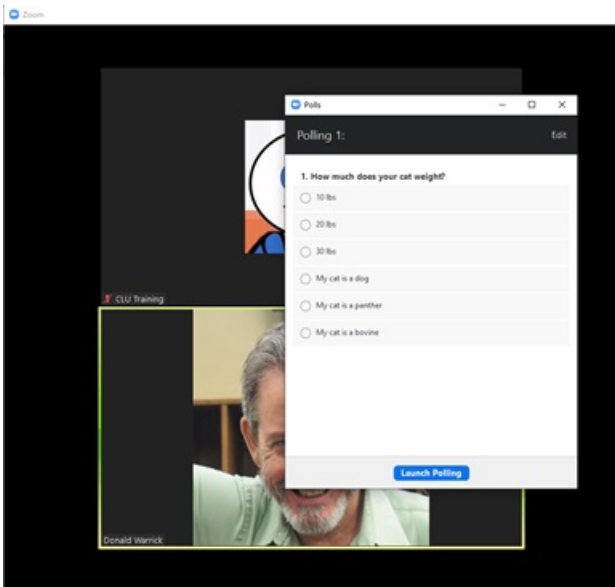 Zoom
Polls
Polling 1:
Edit
1. How much does your cat weight?
10 lbs
20 lbs
30 lbs
My cat is a dog
My cat is a panther
My cat is a bovine
CLU Training
Launch Polling
Donald Warrick